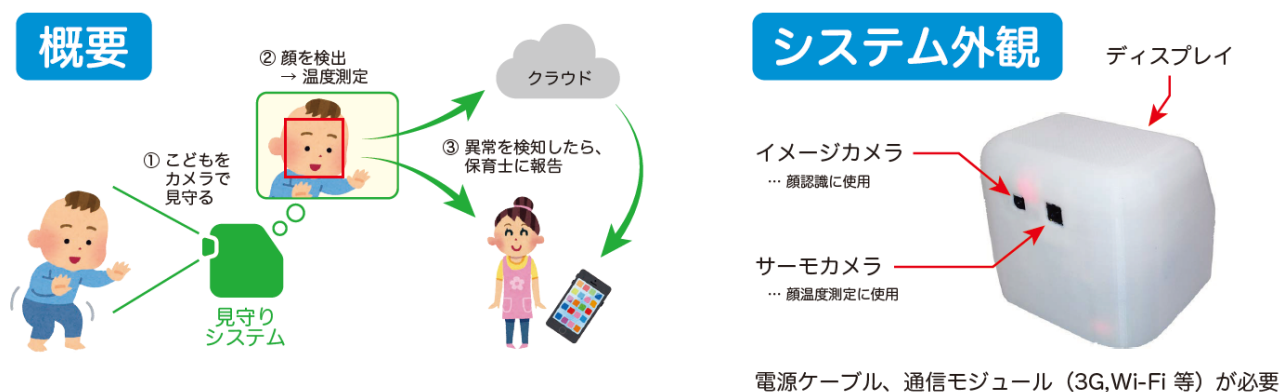 概要
① こどもを
カメラで
見守る
② 顔を検出
→ 温度測定
クラウド
③ 異常を検知したら、
保育士に報告
見守り
システム
システム外観
ディスプレイ
イメージカメラ
… 顔認識に使用
サーモカメラ
… 顔温度測定に使用
電源ケーブル、通信モジュール（3G,Wi-Fi 等）が必要